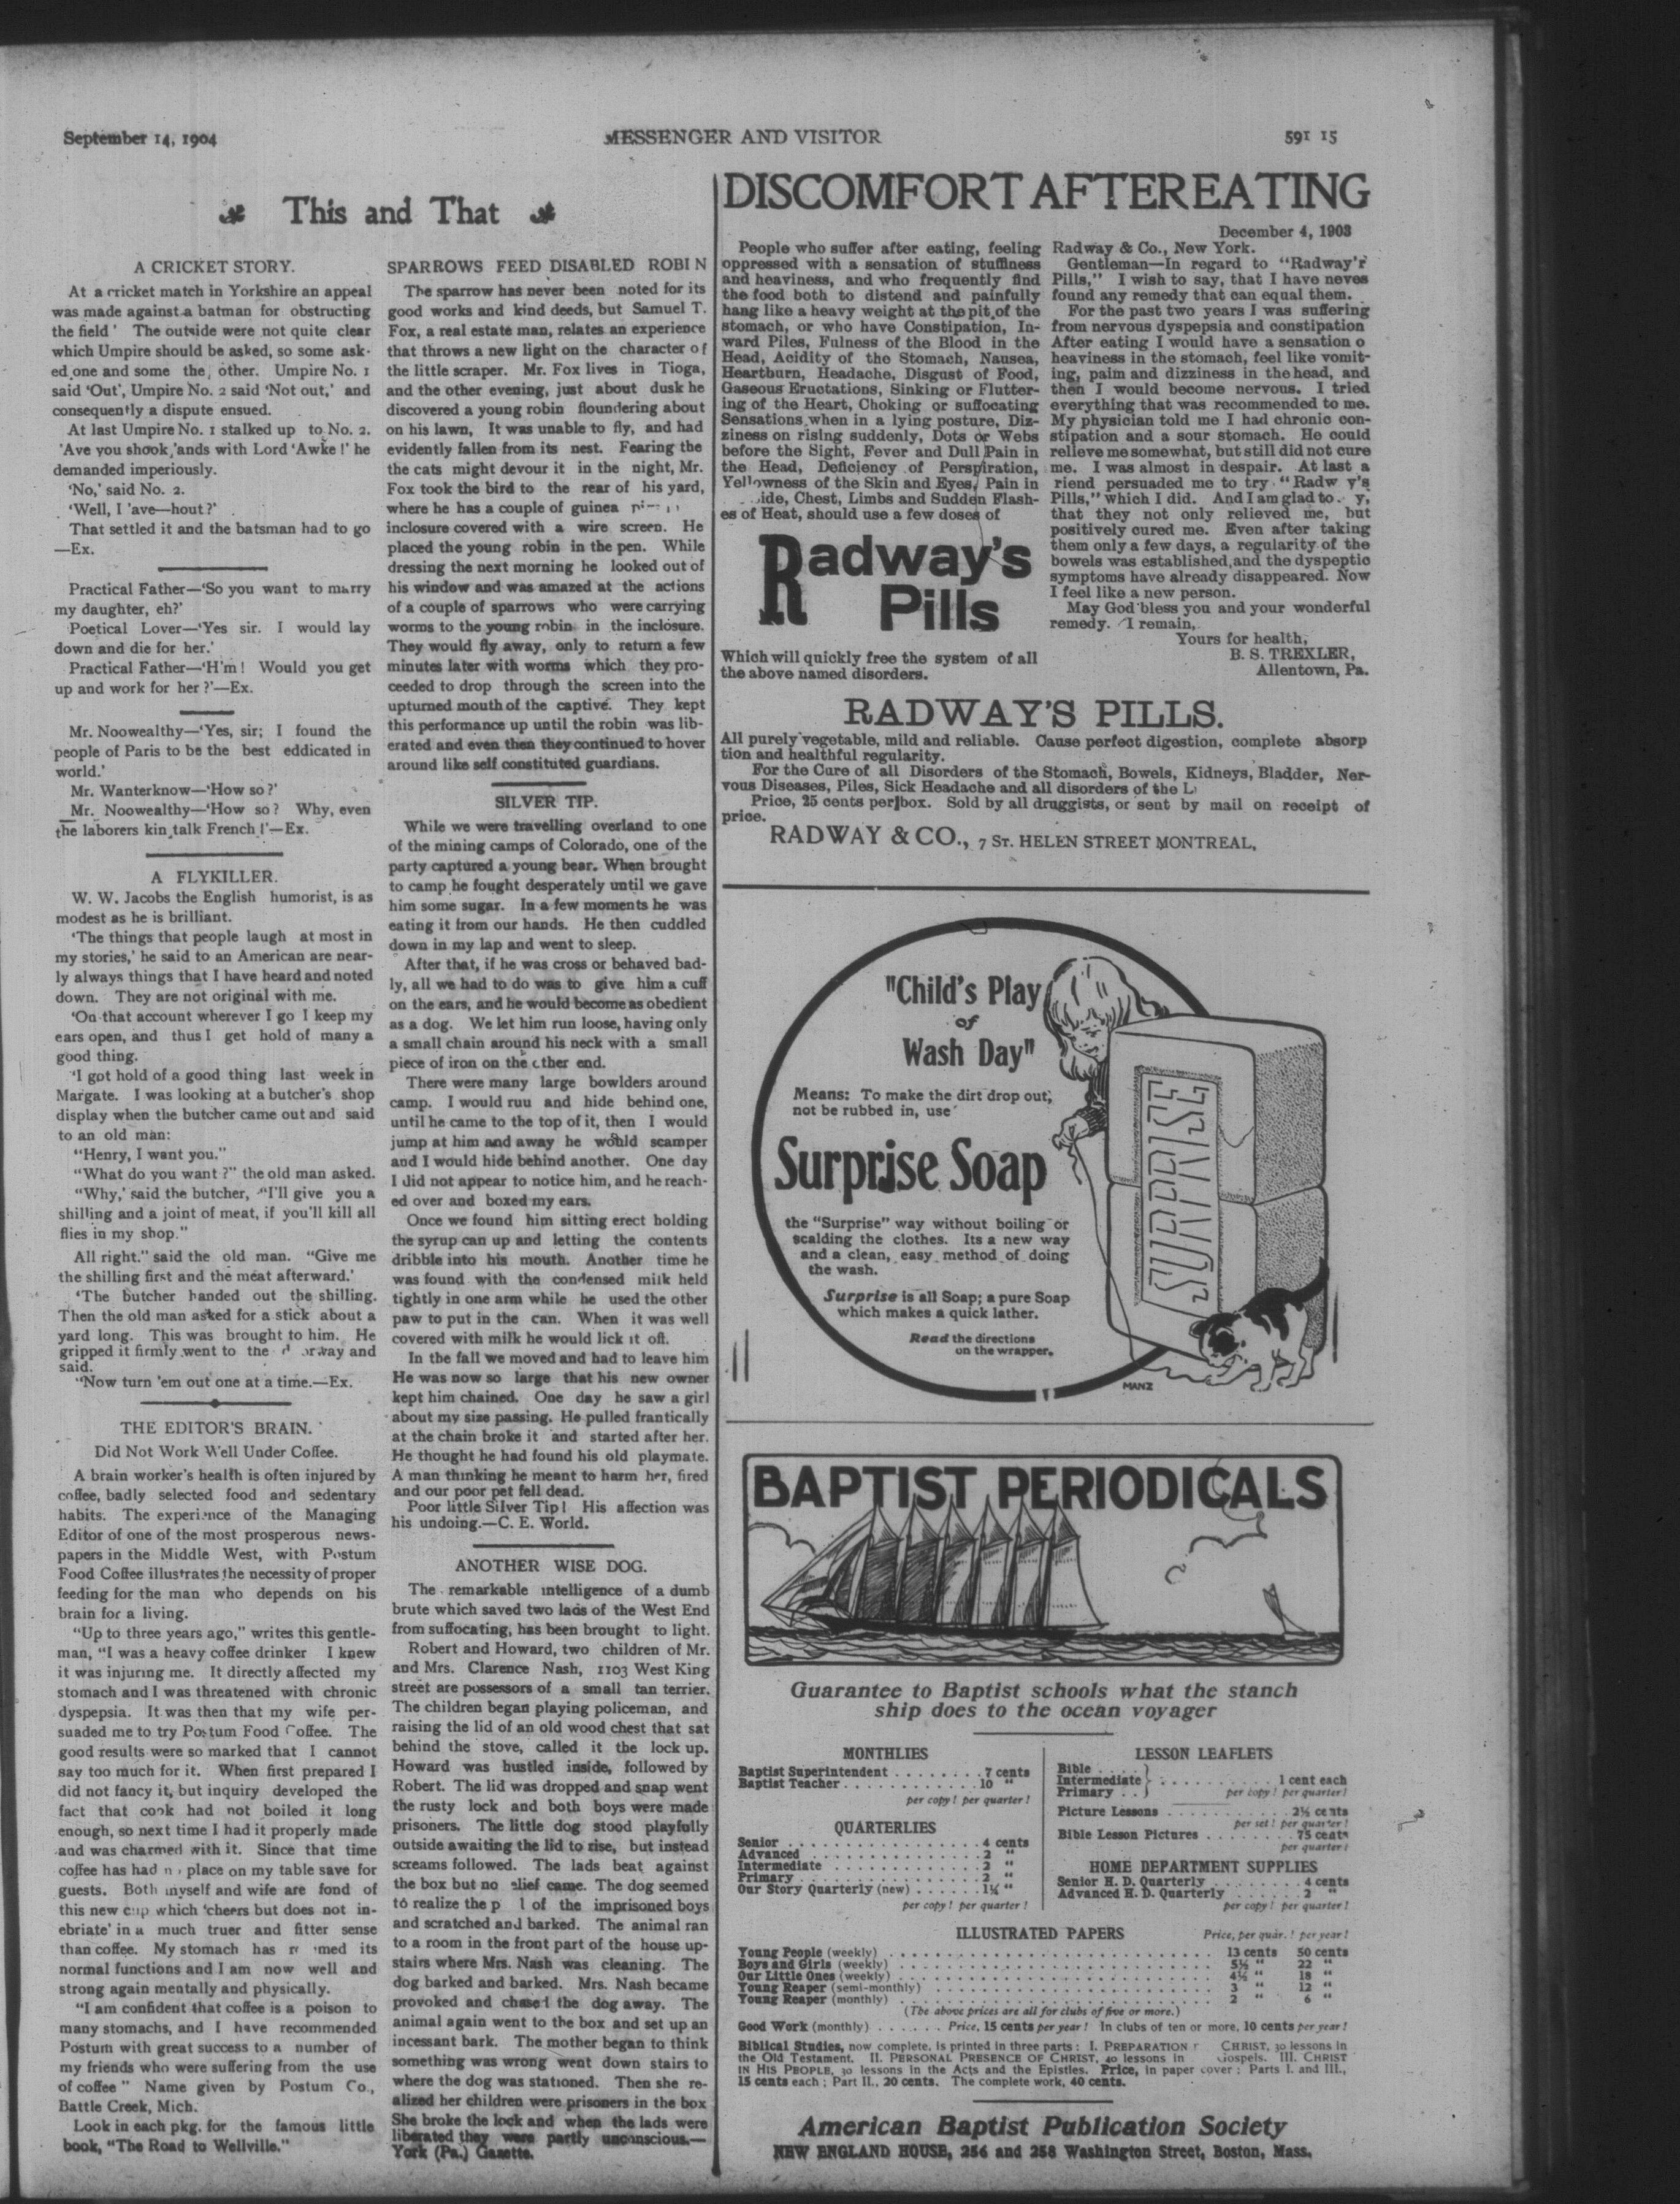 September 14, 1904
MESSENGER AND VISITOR
591 15
This and That
A CRICKET STORY.
At a cricket match in Yorkshire an appeal
was made against a batman for obstructing
the field' The outside were not quite clear
which Umpire should be asked, so some ask-
ed one and some the other. Umpire No. 1
said 'Out', Umpire No. 2 said 'Not out,' and
consequently a dispute ensued.
At last Umpire No. 1 stalked up to No. 2.
'Ave you shook 'ands with Lord 'Awke!' he
demanded imperiously.
'No,' said No. 2.
'Well, I 'ave—hout?'
That settled it and the batsman had to go
—Ex.
Practical Father—'So you want to marry
my daughter, eh?'
Poetical Lover—'Yes sir. I would lay
down and die for her.'
Practical Father—'H'm! Would you get
up and work for her?'—Ex.
Mr. Noowealthy—'Yes, sir; I found the
people of Paris to be the best eddicated in
world.'
Mr. Wanterknow—'How so?'
Mr. Noowealthy—'How so? Why, even
the laborers kin talk French!'—Ex.
A FLYKILLER.
W. W. Jacobs the English humorist, is as
modest as he is brilliant.
'The things that people laugh at most in
my stories,' he said to an American are near-
ly always things that I have heard and noted
down. They are not original with me.
'On that account wherever I go I keep my
ears open, and thus I get hold of many a
good thing.
'I got hold of a good thing last week in
Margate. I was looking at a butcher's shop
display when the butcher came out and said
to an old man:
"Henry, I want you."
"What do you want?" the old man asked.
"Why,' said the butcher, "I'll give you a
shilling and a joint of meat, if you'll kill all
flies in my shop."
All right." said the old man. "Give me
the shilling first and the meat afterward.'
'The butcher handed out the shilling.
Then the old man asked for a stick about a
yard long. This was brought to him. He
gripped it firmly went to the and
said.
"Now turn 'em out one at a time.—Ex.
THE EDITOR'S BRAIN.
Did Not Work Well Under Coffee.
A brain worker's health is often injured by
coffee, badly selected food and sedentary
habits. The experience of the Managing
Editor of one of the most prosperous news-
papers in the Middle West, with Postum
Food Coffee illustrates the necessity of proper
feeding for the man who depends on his
brain for a living.
"Up to three years ago," writes this gentle-
man, "I was a heavy coffee drinker I knew
it was injuring me. It directly affected my
stomach and I was threatened with chronic
dyspepsia. It was then that my wife per-
suaded me to try Postum Food Coffee. The
good results were so marked that I cannot
say too much for it. When first prepared I
did not fancy it, but inquiry developed the
fact that cook had not boiled it long
enough, so next time I had it properly made
and was charmed with it. Since that time
coffee has had place on my table save for
guests. Both myself and wife are fond of
this new cup which 'cheers but does not in-
ebriate' in a much truer and fitter sense
than coffee. My stomach has its
normal functions and I am now well and
strong again mentally and physically.
"I am confident that coffee is a poison to
many stomachs, and I have recommended
Postum with great success to a number of
my friends who were suffering from the use
of coffee" Name given by Postum Co.,
Battle Creek, Mich.
Look in each pkg. for the famous little
book, "The Road to Wellville."
SPARROWS FEED DISABLED ROBIN
The sparrow has never been noted for its
good works and kind deeds, but Samuel T.
Fox, a real estate man, relates an experience
that throws a new light on the character of
the little scraper. Mr. Fox lives in Tioga,
and the other evening, just about dusk he
discovered a young robin floundering about
on his lawn, It was unable to fly, and had
evidently fallen from its nest. Fearing the
the cats might devour it in the night, Mr.
Fox took the bird to the rear of his yard,
where he has a couple of guinea
inclosure covered with a wire screen. He
placed the young robin in the pen. While
dressing the next morning he looked out of
his window and was amazed at the actions
of a couple of sparrows who were carrying
worms to the young robin in the inclosure.
They would fly away, only to return a few
minutes later with worms which they pro-
ceeded to drop through the screen into the
upturned mouth of the captive. They kept
this performance up until the robin was lib-
erated and even then they continued to hover
around like self constituted guardians.
SILVER TIP.
While we were travelling overland to one
of the mining camps of Colorado, one of the
party captured a young bear. When brought
to camp he fought desperately until we gave
him some sugar. In a few moments he was
eating it from our hands. He then cuddled
down in my lap and went to sleep.
After that, if he was cross or behaved bad-
ly, all we had to do was to give him a cuff
on the ears, and he would become as obedient
as a dog. We let him run loose, having only
a small chain around his neck with a small
piece of iron on the other end.
There were many large bowlders around
camp. I would ruu and hide behind one,
until he came to the top of it, then I would
jump at him and away he would scamper
and I would hide behind another. One day
I did not appear to notice him, and he reach-
ed over and boxed my ears.
Once we found him sitting erect holding
the syrup can up and letting the contents
dribble into his mouth. Another time he
was found with the condensed milk held
tightly in one arm while he used the other
paw to put in the can. When it was well
covered with milk he would lick it off.
In the fall we moved and had to leave him
He was now so large that his new owner
kept him chained. One day he saw a girl
about my size passing. He pulled frantically
at the chain broke it and started after her.
He thought he had found his old playmate.
A man thinking he meant to harm her, fired
and our poor pet fell dead.
Poor little Silver Tip! His affection was
his undoing.—C. E. World.
ANOTHER WISE DOG.
The remarkable intelligence of a dumb
brute which saved two lads of the West End
from suffocating, has been brought to light.
Robert and Howard, two children of Mr.
and Mrs. Clarence Nash, 1103 West King
street are possessors of a small tan terrier.
The children began playing policeman, and
raising the lid of an old wood chest that sat
behind the stove, called it the lock up.
Howard was hustled inside, followed by
Robert. The lid was dropped and snap went
the rusty lock and both boys were made
prisoners. The little dog stood playfully
outside awaiting the lid to rise, but instead
screams followed. The lads beat against
the box but no came. The dog seemed
to realize the of the imprisoned boys
and scratched and barked. The animal ran
to a room in the front part of the house up-
stairs where Mrs. Nash was cleaning. The
dog barked and barked. Mrs. Nash became
provoked and chased the dog away. The
animal again went to the box and set up an
incessant bark. The mother began to think
something was wrong went down stairs to
where the dog was stationed. Then she re-
alized her children were prisoners in the box
She broke the lock and when the lads were
liberated they were partly unconscious.—
York (Pa.) Gazette.
DISCOMFORT AFTER EATING
People who suffer after eating, feeling
oppressed with a sensation of stuffiness
and heaviness, and who frequently find
the food both to distend and painfully
hang like a heavy weight at the pit of the
stomach, or who have Constipation, In-
ward Piles, Fulness of the Blood in the
Head, Acidity of the Stomach, Nausea,
Heartburn, Headache, Disgust of Food,
Gaseous Eructations, Sinking or Flutter-
ing of the Heart, Choking or suffocating
Sensations when in a lying posture, Diz-
ziness on rising suddenly, Dots or Webs
before the Sight, Fever and Dull Pain in
the Head, Deficiency of Perspiration,
Yellowness of the Skin and Eyes, Pain in
ide, Chest, Limbs and Sudden Flash-
es of Heat, should use a few doses of
Radway's
Pills
Which will quickly free the system of all
the above named disorders.
December 4, 1903
Radway & Co., New York.
Gentleman—In regard to "Radway'r
Pills," I wish to say, that I have neves
found any remedy that can equal them.
For the past two years I was suffering
from nervous dyspepsia and constipation
After eating I would have a sensation o
heaviness in the stomach, feel like vomit-
ing, paim and dizziness in the head, and
then I would become nervous. I tried
everything that was recommended to me.
My physician told me I had chronic con-
stipation and a sour stomach. He could
relieve me somewhat, but still did not cure
me. I was almost in despair. At last a
riend persuaded me to try "Radw y's
Pills," which I did. And I am glad to y,
that they not only relieved me, but
positively cured me. Even after taking
them only a few days, a regularity of the
bowels was established, and the dyspeptic
symptoms have already disappeared. Now
I feel like a new person.
May God bless you and your wonderful
remedy. I remain,
Yours for health,
B. S. TREXLER,
Allentown, Pa.
RADWAY'S PILLS.
All purely vegetable, mild and reliable. Cause perfect digestion, complete absorp
tion and healthful regularity.
For the Cure of all Disorders of the Stomach, Bowels, Kidneys, Bladder, Ner-
vous Diseases, Piles, Sick Headache and all disorders of the
Price, 25 cents per box. Sold by all druggists, or sent by mail on receipt of
price.
RADWAY & CO., 7 ST. HELEN STREET MONTREAL,
"Child's Play
of
Wash Day"
Means: To make the dirt drop out,
not be rubbed in, use
Surprise Soap
the "Surprise" way without boiling or
scalding the clothes. Its a new way
and a clean, easy method of doing
the wash.
Surprise is all Soap; a pure Soap
which makes a quick lather.
Read the directions
on the wrapper.
SURPRISE
MANZ
BAPTIST PERIODICALS
Guarantee to Baptist schools what the stanch
ship does to the ocean voyager
MONTHLIES
Baptist Superintendent . . . . . . . . 7 cents
Baptist Teacher . . . . . . . . . . . . 10 "
per copy! per quarter!
QUARTERLIES
Senior . . . . . . . . . . . . . . . . 4 cents
Advanced . . . . . . . . . . . . . . 2 "
Intermediate . . . . . . . . . . . . 2 "
Primary . . . . . . . . . . . . . . . 2 "
Our Story Quarterly (new) . . . . . . 1½ "
per copy! per quarter!
LESSON LEAFLETS
Bible . . . .
Intermediate } . . . . . . . . . . 1 cent each
Primary . .
per copy! per quarter!
Picture Lessons . . . . . . . . . . . 2½ cents
per set! per quarter!
Bible Lesson Pictures . . . . . . . . 75 cents
per quarter!
HOME DEPARTMENT SUPPLIES
Senior H. D. Quarterly . . . . . . . . 4 cents
Advanced H. D. Quarterly . . . . . . 2 "
per copy! per quarter!
ILLUSTRATED PAPERS
Price, per quar.! per year!
Young People (weekly) . . . . . . 13 cents 50 cents
Boys and Girls (weekly) . . . . . . 5½ " 22 "
Our Little Ones (weekly) . . . . . . 4½ " 18 "
Young Reaper (semi-monthly) . . . . . . 3 " 12 "
Young Reaper (monthly) . . . . . . 2 " 6 "
(The above prices are all for clubs of five or more.)
Good Work (monthly) . . . . . . Price, 15 cents per year! In clubs of ten or more, 10 cents per year!
Biblical Studies, now complete, is printed in three parts: I. PREPARATION CHRIST, 30 lessons in
the Old Testament. II. PERSONAL PRESENCE OF CHRIST, 40 lessons in ospels. III. CHRIST
IN HIS PEOPLE, 30 lessons in the Acts and the Epistles. Price, in paper cover: Parts I. and III.,
15 cents each; Part II., 20 cents. The complete work, 40 cents.
American Baptist Publication Society
NEW ENGLAND HOUSE, 256 and 258 Washington Street, Boston, Mass.